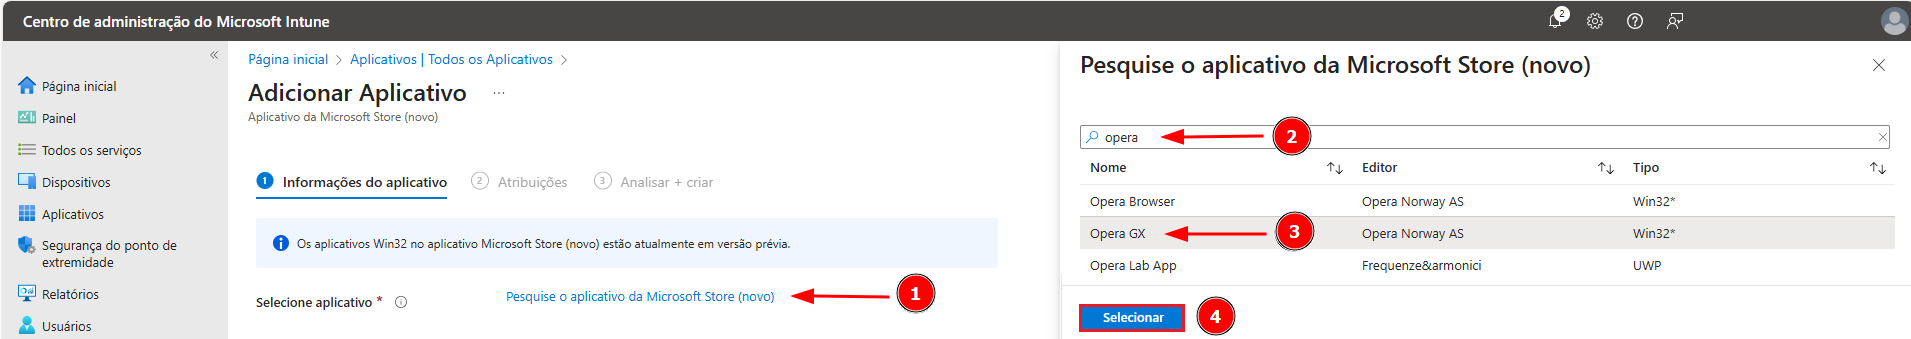 Centro de administração do Microsoft Intune
2
Página inicial
Painel
Todos os serviços
Dispositivos
Aplicativos
Segurança do ponto de
extremidade
Relatórios
Usuários
Página inicial > Aplicativos | Todos os Aplicativos >
Adicionar Aplicativo ...
Aplicativo da Microsoft Store (novo)
1 Informações do aplicativo 2 Atribuições 3 Analisar + criar
Os aplicativos Win32 no aplicativo Microsoft Store (novo) estão atualmente em versão prévia.
Selecione aplicativo * Pesquise o aplicativo da Microsoft Store (novo) 1
Pesquise o aplicativo da Microsoft Store (novo)
opera 2
Nome Editor Tipo
Opera Browser Opera Norway AS Win32*
Opera GX 3 Opera Norway AS Win32*
Opera Lab App Frequenze&armonici UWP
Selecionar 4